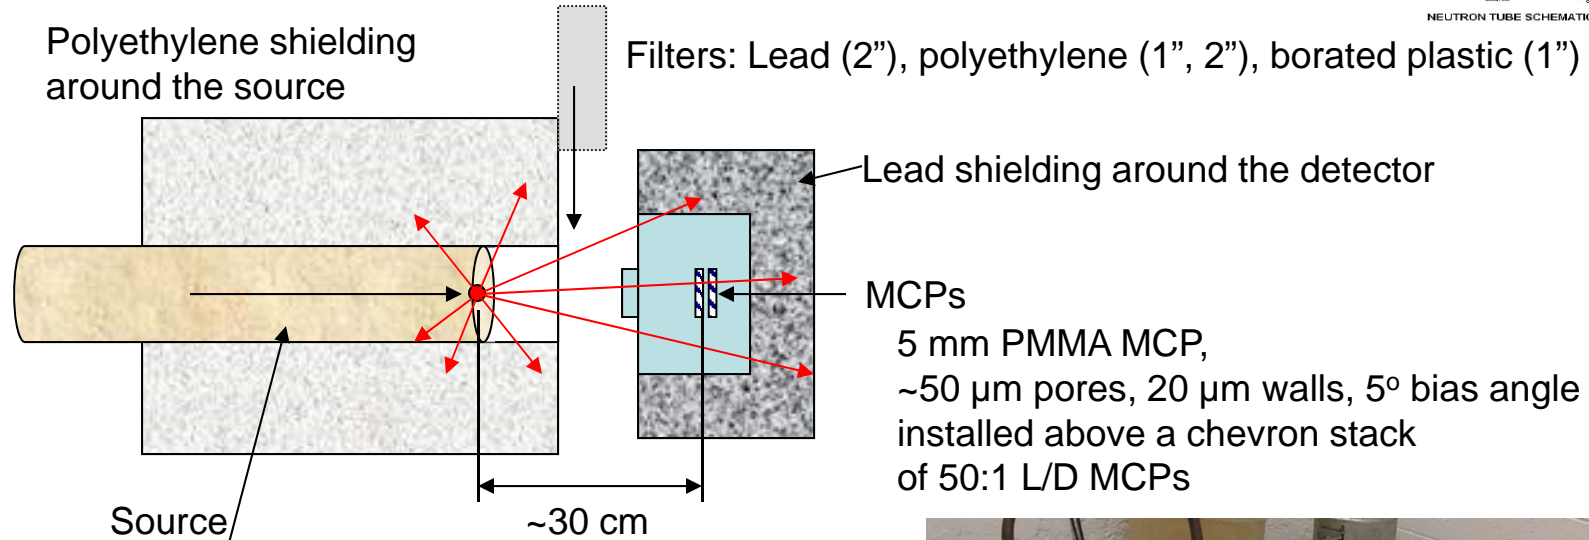 NEUTRON TUBE SCHEMATIC
Polyethylene shielding
around the source
Filters: Lead (2”), polyethylene (1”, 2”), borated plastic (1”)
Lead shielding around the detector
MCPs
5 mm PMMA MCP,
~50 µm pores, 20 µm walls, 5º bias angle
installed above a chevron stack
of 50:1 L/D MCPs
Source
~30 cm